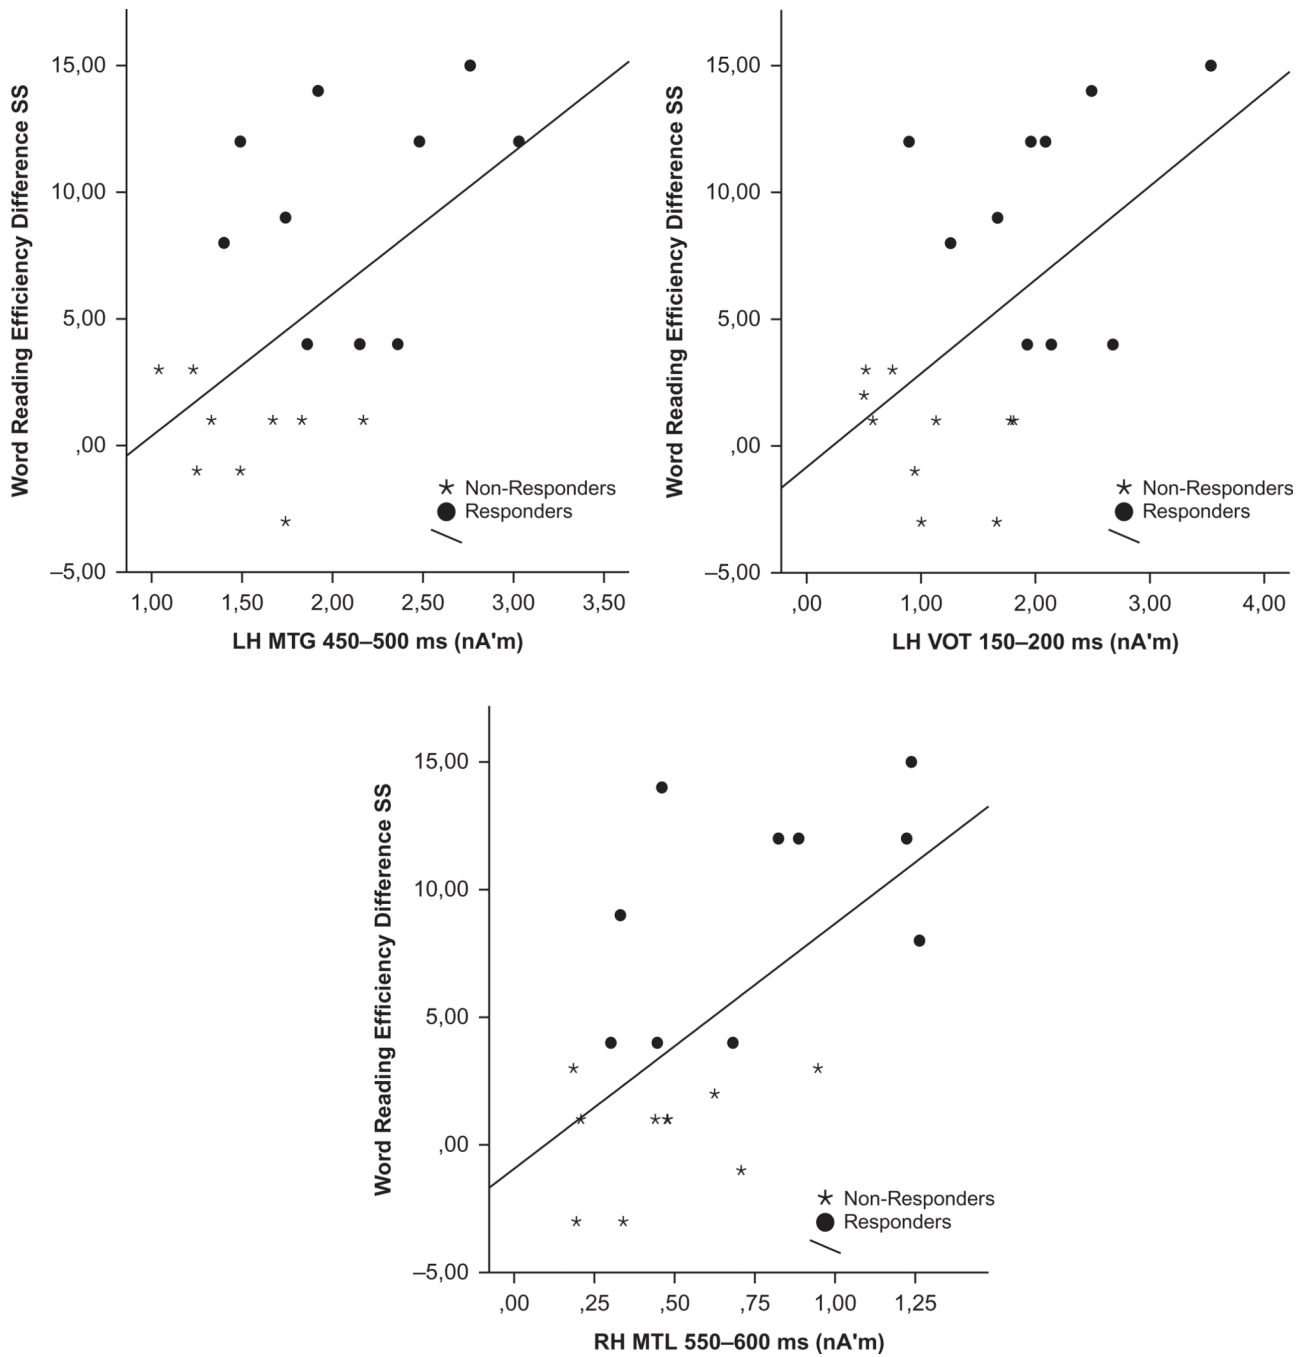 Word Reading Efficiency Difference SS
15,00
10,00
5,00
,00
–5,00
Non-Responders
Responders
1,00 1,50 2,00 2,50 3,00 3,50
LH MTG 450–500 ms (nA'm)
Word Reading Efficiency Difference SS
15,00
10,00
5,00
,00
–5,00
Non-Responders
Responders
,00 1,00 2,00 3,00 4,00
LH VOT 150–200 ms (nA'm)
Word Reading Efficiency Difference SS
15,00
10,00
5,00
,00
–5,00
Non-Responders
Responders
,00 ,25 ,50 ,75 1,00 1,25
RH MTL 550–600 ms (nA'm)